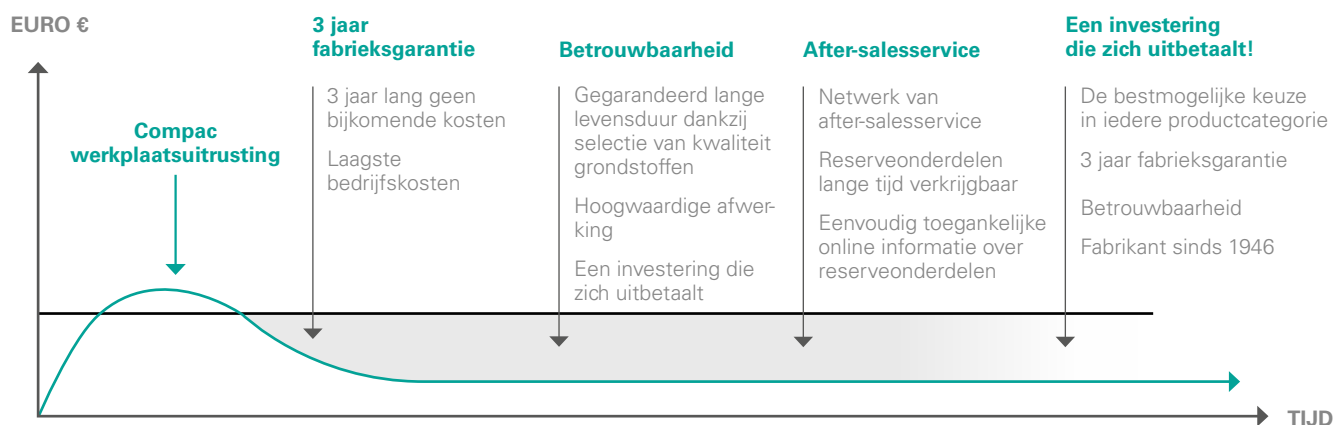 EURO €
Compac
werkplaatsuitrusting
3 jaar
fabrieksgarantie
3 jaar lang geen
bijkomende kosten
Laagste
bedrijfskosten
Betrouwbaarheid
Gegarandeerd lange
levensduur dankzij
selectie van kwaliteit
grondstoffen
Hoogwaardige afwer-
king
Een investering die
zich uitbetaalt
After-salesservice
Netwerk van
after-salesservice
Reserveonderdelen
lange tijd verkrijgbaar
Eenvoudig toegankelijke
online informatie over
reserveonderdelen
Een investering
die zich uitbetaalt!
De bestmogelijke keuze
in iedere productcategorie
3 jaar fabrieksgarantie
Betrouwbaarheid
Fabrikant sinds 1946
TIJD